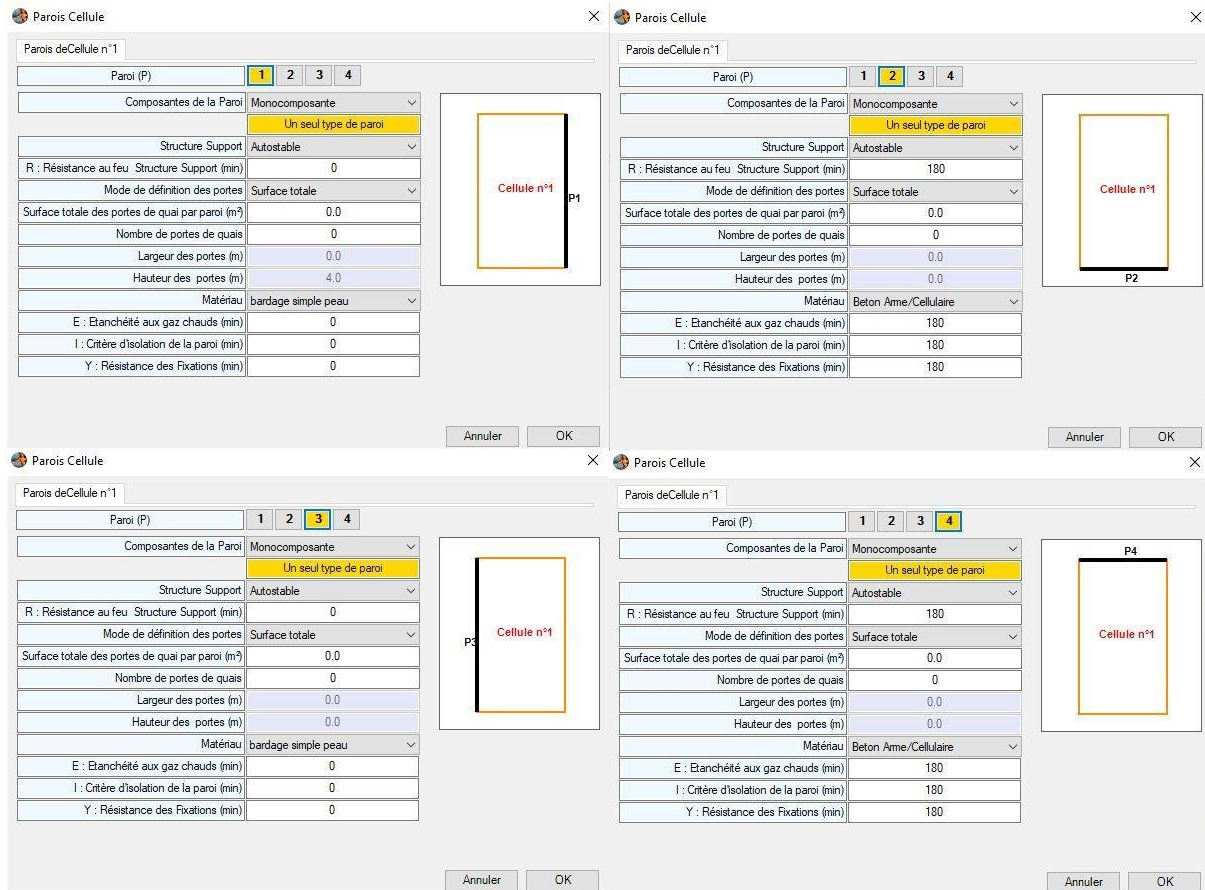 Parois Cellule
Parois deCellule n°1
Paroi (P) 1 2 3 4
Composantes de la Paroi Monocomposante
Un seul type de paroi
Structure Support Autostable
R : Résistance au feu Structure Support (min) 0
Mode de définition des portes Surface totale
Surface totale des portes de quai par paroi (m²) 0.0
Nombre de portes de quais 0
Largeur des portes (m) 0.0
Hauteur des portes (m) 4.0
Matériau bardage simple peau
E : Etanchéité aux gaz chauds (min) 0
I : Critère d'isolation de la paroi (min) 0
Y : Résistance des Fixations (min) 0
Cellule n°1
P1
Annuler OK
Parois Cellule
Parois deCellule n°1
Paroi (P) 1 2 3 4
Composantes de la Paroi Monocomposante
Un seul type de paroi
Structure Support Autostable
R : Résistance au feu Structure Support (min) 180
Mode de définition des portes Surface totale
Surface totale des portes de quai par paroi (m²) 0.0
Nombre de portes de quais 0
Largeur des portes (m) 0.0
Hauteur des portes (m) 0.0
Matériau Beton Arme/Cellulaire
E : Etanchéité aux gaz chauds (min) 180
I : Critère d'isolation de la paroi (min) 180
Y : Résistance des Fixations (min) 180
Cellule n°1
P2
Annuler OK
Parois Cellule
Parois deCellule n°1
Paroi (P) 1 2 3 4
Composantes de la Paroi Monocomposante
Un seul type de paroi
Structure Support Autostable
R : Résistance au feu Structure Support (min) 0
Mode de définition des portes Surface totale
Surface totale des portes de quai par paroi (m²) 0.0
Nombre de portes de quais 0
Largeur des portes (m) 0.0
Hauteur des portes (m) 0.0
Matériau bardage simple peau
E : Etanchéité aux gaz chauds (min) 0
I : Critère d'isolation de la paroi (min) 0
Y : Résistance des Fixations (min) 0
Cellule n°1
P3
Annuler OK
Parois Cellule
Parois deCellule n°1
Paroi (P) 1 2 3 4
Composantes de la Paroi Monocomposante
Un seul type de paroi
Structure Support Autostable
R : Résistance au feu Structure Support (min) 180
Mode de définition des portes Surface totale
Surface totale des portes de quai par paroi (m²) 0.0
Nombre de portes de quais 0
Largeur des portes (m) 0.0
Hauteur des portes (m) 0.0
Matériau Beton Arme/Cellulaire
E : Etanchéité aux gaz chauds (min) 180
I : Critère d'isolation de la paroi (min) 180
Y : Résistance des Fixations (min) 180
P4
Cellule n°1
Annuler OK